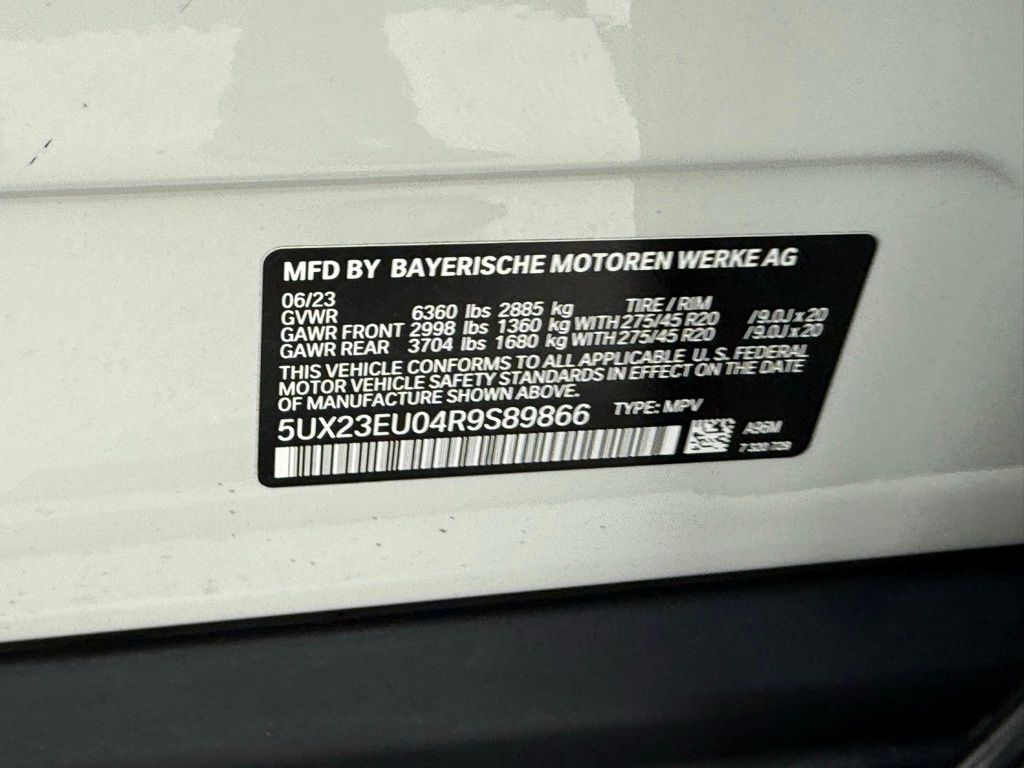 MFD BY BAYERISCHE MOTOREN WERKE AG
06/23
GVWR 6360 lbs 2885 kg TIRE / RIM
GAWR FRONT 2998 lbs 1360 kg WITH 275/45 R20 /9.0J x 20
GAWR REAR 3704 lbs 1680 kg WITH 275/45 R20 /9.0J x 20
THIS VEHICLE CONFORMS TO ALL APPLICABLE U. S. FEDERAL
MOTOR VEHICLE SAFETY STANDARDS IN EFFECT ON THE DATE
OF MANUFACTURE SHOWN ABOVE.
5UX23EU04R9S89866 TYPE: MPV
A96M